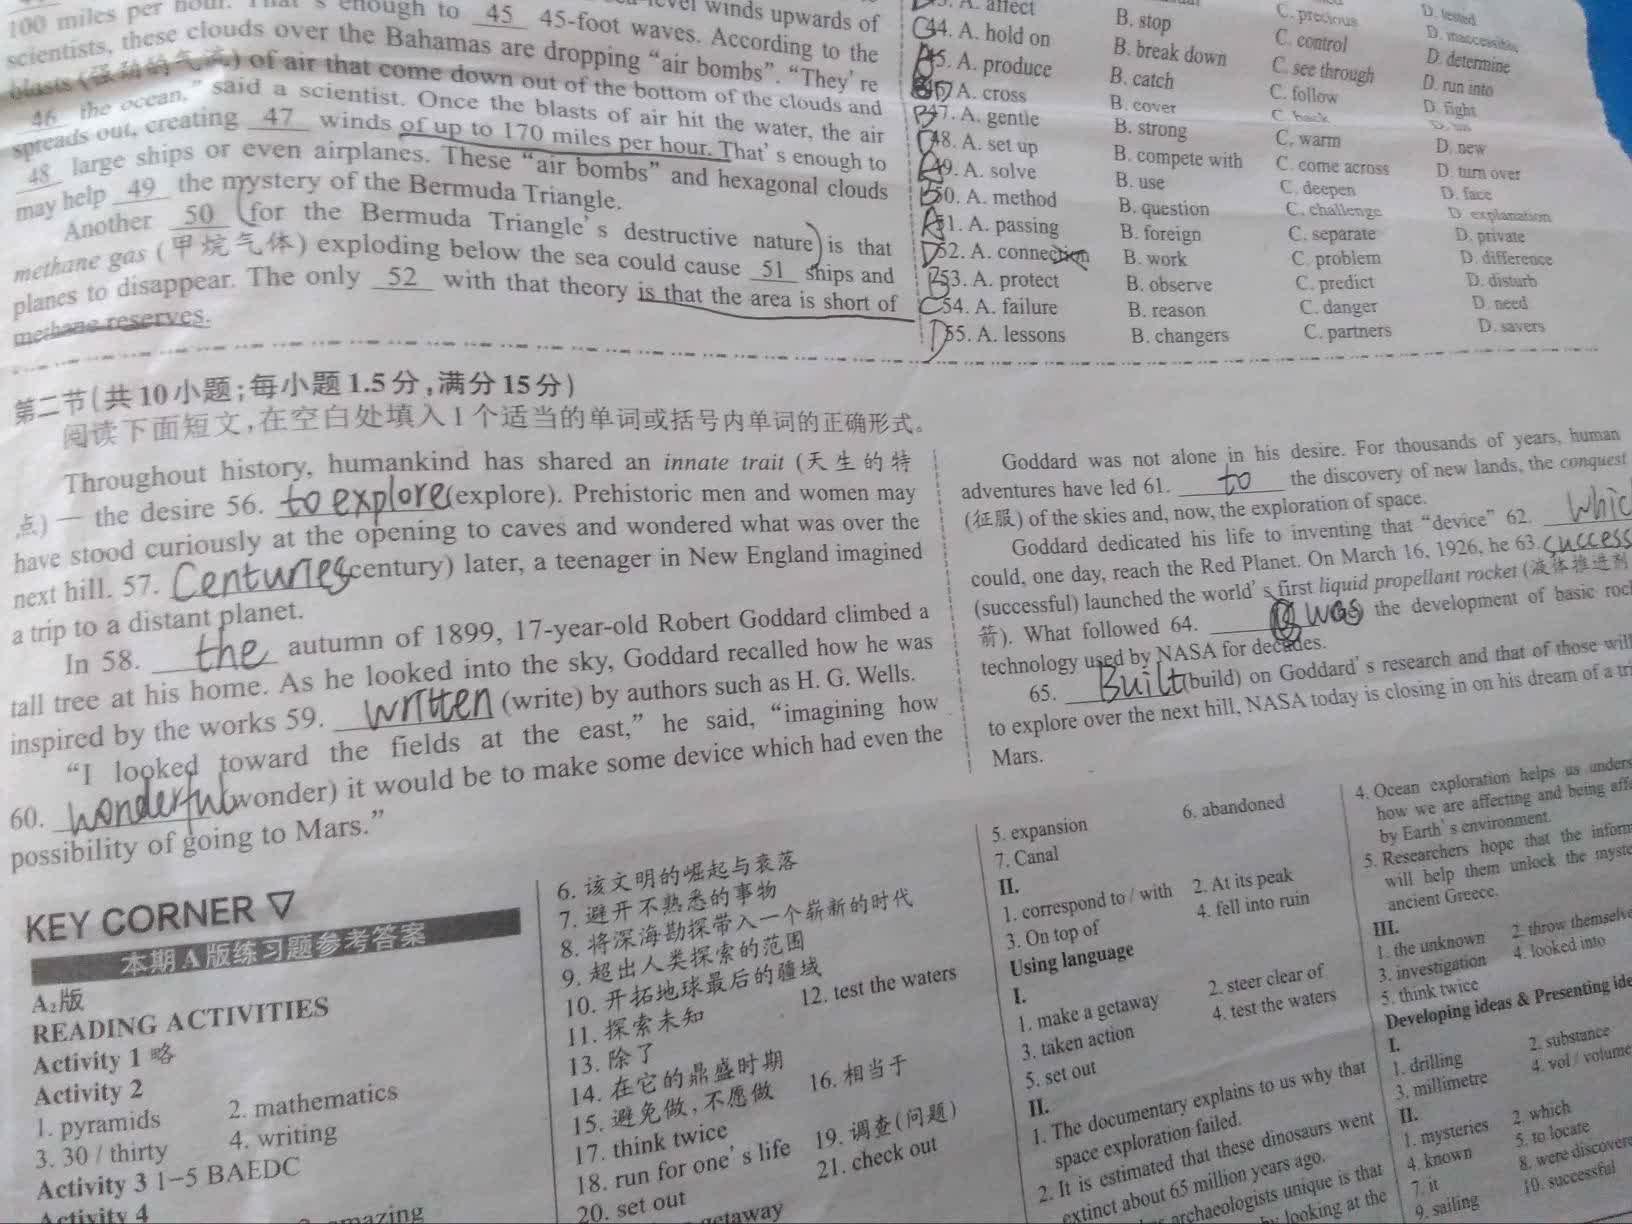 100 miles per hour. That's enough to 45 45-foot waves. According to the
scientists, these clouds over the Bahamas are dropping “air bombs”. “They're
blasts (强劲的气流) of air that come down out of the bottom of the clouds and
46 the ocean,” said a scientist. Once the blasts of air hit the water, the air
spreads out, creating 47 winds of up to 170 miles per hour. That's enough to
48 large ships or even airplanes. These “air bombs” and hexagonal clouds
may help 49 the mystery of the Bermuda Triangle.
Another 50 for the Bermuda Triangle's destructive nature is that
methane gas (甲烷气体) exploding below the sea could cause 51 ships and
planes to disappear. The only 52 with that theory is that the area is short of
methane reserves.
A. affect B. stop C. precious D. tested
C 44. A. hold on B. break down C. control D. determine
45. A. produce B. catch C. see through D. run into
A. cross B. cover C. follow D. fight
B 47. A. gentle B. strong C. warm D. new
48. A. set up B. compete with C. come across D. turn over
A 49. A. solve B. use C. deepen D. face
B 50. A. method B. question C. challenge D. explanation
A 51. A. passing B. foreign C. separate D. private
D 52. A. connection B. work C. problem D. difference
B 53. A. protect B. observe C. predict D. disturb
C 54. A. failure B. reason C. danger D. need
D 55. A. lessons B. changers C. partners D. savers
第二节(共10小题;每小题1.5分,满分15分)
阅读下面短文,在空白处填入1个适当的单词或括号内单词的正确形式。
Throughout history, humankind has shared an innate trait (天生的特
点) — the desire 56. to explore (explore). Prehistoric men and women may
have stood curiously at the opening to caves and wondered what was over the
next hill. 57. Centuries (century) later, a teenager in New England imagined
a trip to a distant planet.
In 58. the autumn of 1899, 17-year-old Robert Goddard climbed a
tall tree at his home. As he looked into the sky, Goddard recalled how he was
inspired by the works 59. written (write) by authors such as H. G. Wells.
“I looked toward the fields at the east,” he said, “imagining how
60. wonderful (wonder) it would be to make some device which had even the
possibility of going to Mars.”
Goddard was not alone in his desire. For thousands of years, human
adventures have led 61. to the discovery of new lands, the conquest
(征服) of the skies and, now, the exploration of space.
Goddard dedicated his life to inventing that “device” 62. whic
could, one day, reach the Red Planet. On March 16, 1926, he 63. success
(successful) launched the world's first liquid propellant rocket (液体推进剂
箭). What followed 64. was the development of basic roc
technology used by NASA for decades.
65. Built (build) on Goddard's research and that of those will
to explore over the next hill, NASA today is closing in on his dream of a tri
Mars.
KEY CORNER
本期A版练习题参考答案
A₂版
READING ACTIVITIES
Activity 1 略
Activity 2
1. pyramids 2. mathematics
3. 30 / thirty 4. writing
Activity 3 1–5 BAEDC
Activity 4
mazing
6. 该文明的崛起与衰落
7. 避开不熟悉的事物
8. 将深海勘探带入一个崭新的时代
9. 超出人类探索的范围
10. 开拓地球最后的疆域
11. 探索未知 12. test the waters
13. 除了
14. 在它的鼎盛时期
15. 避免做,不愿做 16. 相当于
17. think twice
18. run for one's life 19. 调查(问题)
20. set out 21. check out
getaway
5. expansion 6. abandoned
7. Canal
II.
1. correspond to / with 2. At its peak
3. On top of 4. fell into ruin
Using language
I.
1. make a getaway 2. steer clear of
3. taken action 4. test the waters
5. set out
II.
1. The documentary explains to us why that
space exploration failed.
2. It is estimated that these dinosaurs went
extinct about 65 million years ago.
archaeologists unique is that
looking at the
4. Ocean exploration helps us unders
how we are affecting and being affe
by Earth's environment.
5. Researchers hope that the inform
will help them unlock the myste
ancient Greece.
III.
1. the unknown 2. throw themselve
3. investigation 4. looked into
5. think twice
Developing ideas & Presenting ide
I.
1. drilling 2. substance
3. millimetre 4. vol / volume
II.
1. mysteries 2. which
4. known 5. to locate
7. it 8. were discovere
9. sailing 10. successful